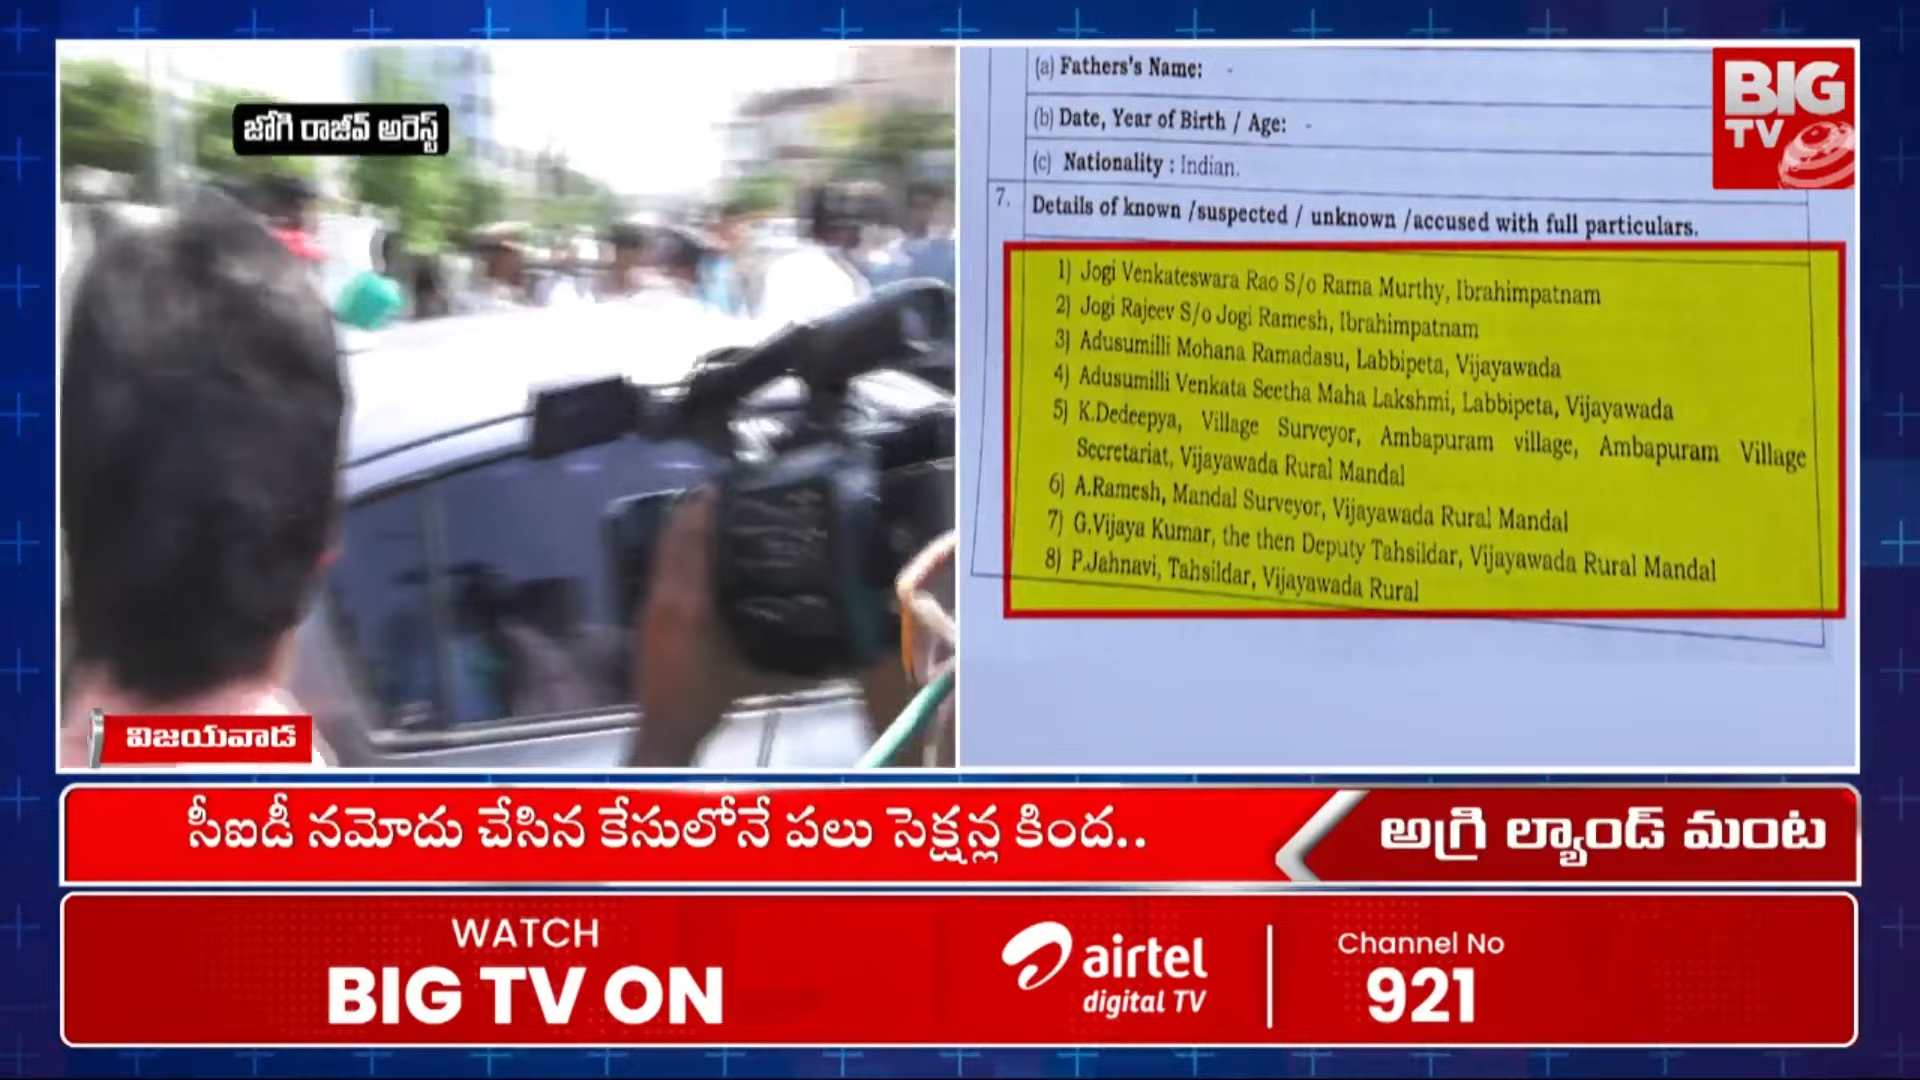 జోగి రాజీవ్ అరెస్ట్
విజయవాడ
(a) Fathers's Name: -
(b) Date, Year of Birth / Age: -
(c) Nationality : Indian.
7. Details of known /suspected / unknown /accused with full particulars.
1) Jogi Venkateswara Rao S/o Rama Murthy, Ibrahimpatnam
2) Jogi Rajeev S/o Jogi Ramesh, Ibrahimpatnam
3) Adusumilli Mohana Ramadasu, Labbipeta, Vijayawada
4) Adusumilli Venkata Seetha Maha Lakshmi, Labbipeta, Vijayawada
5) K.Dedeepya, Village Surveyor, Ambapuram village, Ambapuram Village
Secretariat, Vijayawada Rural Mandal
6) A.Ramesh, Mandal Surveyor, Vijayawada Rural Mandal
7) G.Vijaya Kumar, the then Deputy Tahsildar, Vijayawada Rural Mandal
8) P.Jahnavi, Tahsildar, Vijayawada Rural
BIG
TV
సీఐడీ నమోదు చేసిన కేసులోనే పలు సెక్షన్ల కింద..
అగ్రి ల్యాండ్ మంట
WATCH
BIG TV ON
airtel
digital TV
Channel No
921